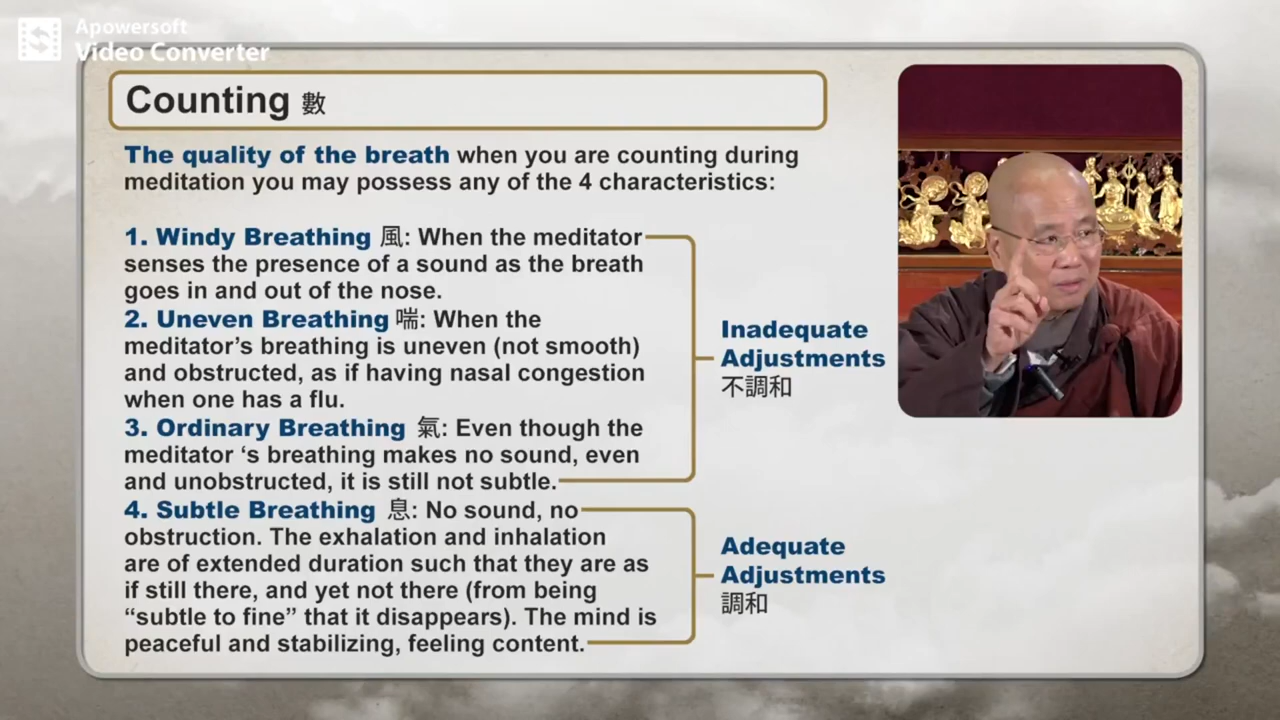 Apowersoft
Video Converter
Counting 數
The quality of the breath when you are counting during
meditation you may possess any of the 4 characteristics:
1. Windy Breathing 風: When the meditator
senses the presence of a sound as the breath
goes in and out of the nose.
2. Uneven Breathing 喘: When the
meditator’s breathing is uneven (not smooth)
and obstructed, as if having nasal congestion
when one has a flu.
3. Ordinary Breathing 氣: Even though the
meditator ‘s breathing makes no sound, even
and unobstructed, it is still not subtle.
Inadequate
Adjustments
不調和
4. Subtle Breathing 息: No sound, no
obstruction. The exhalation and inhalation
are of extended duration such that they are as
if still there, and yet not there (from being
“subtle to fine” that it disappears). The mind is
peaceful and stabilizing, feeling content.
Adequate
Adjustments
調和